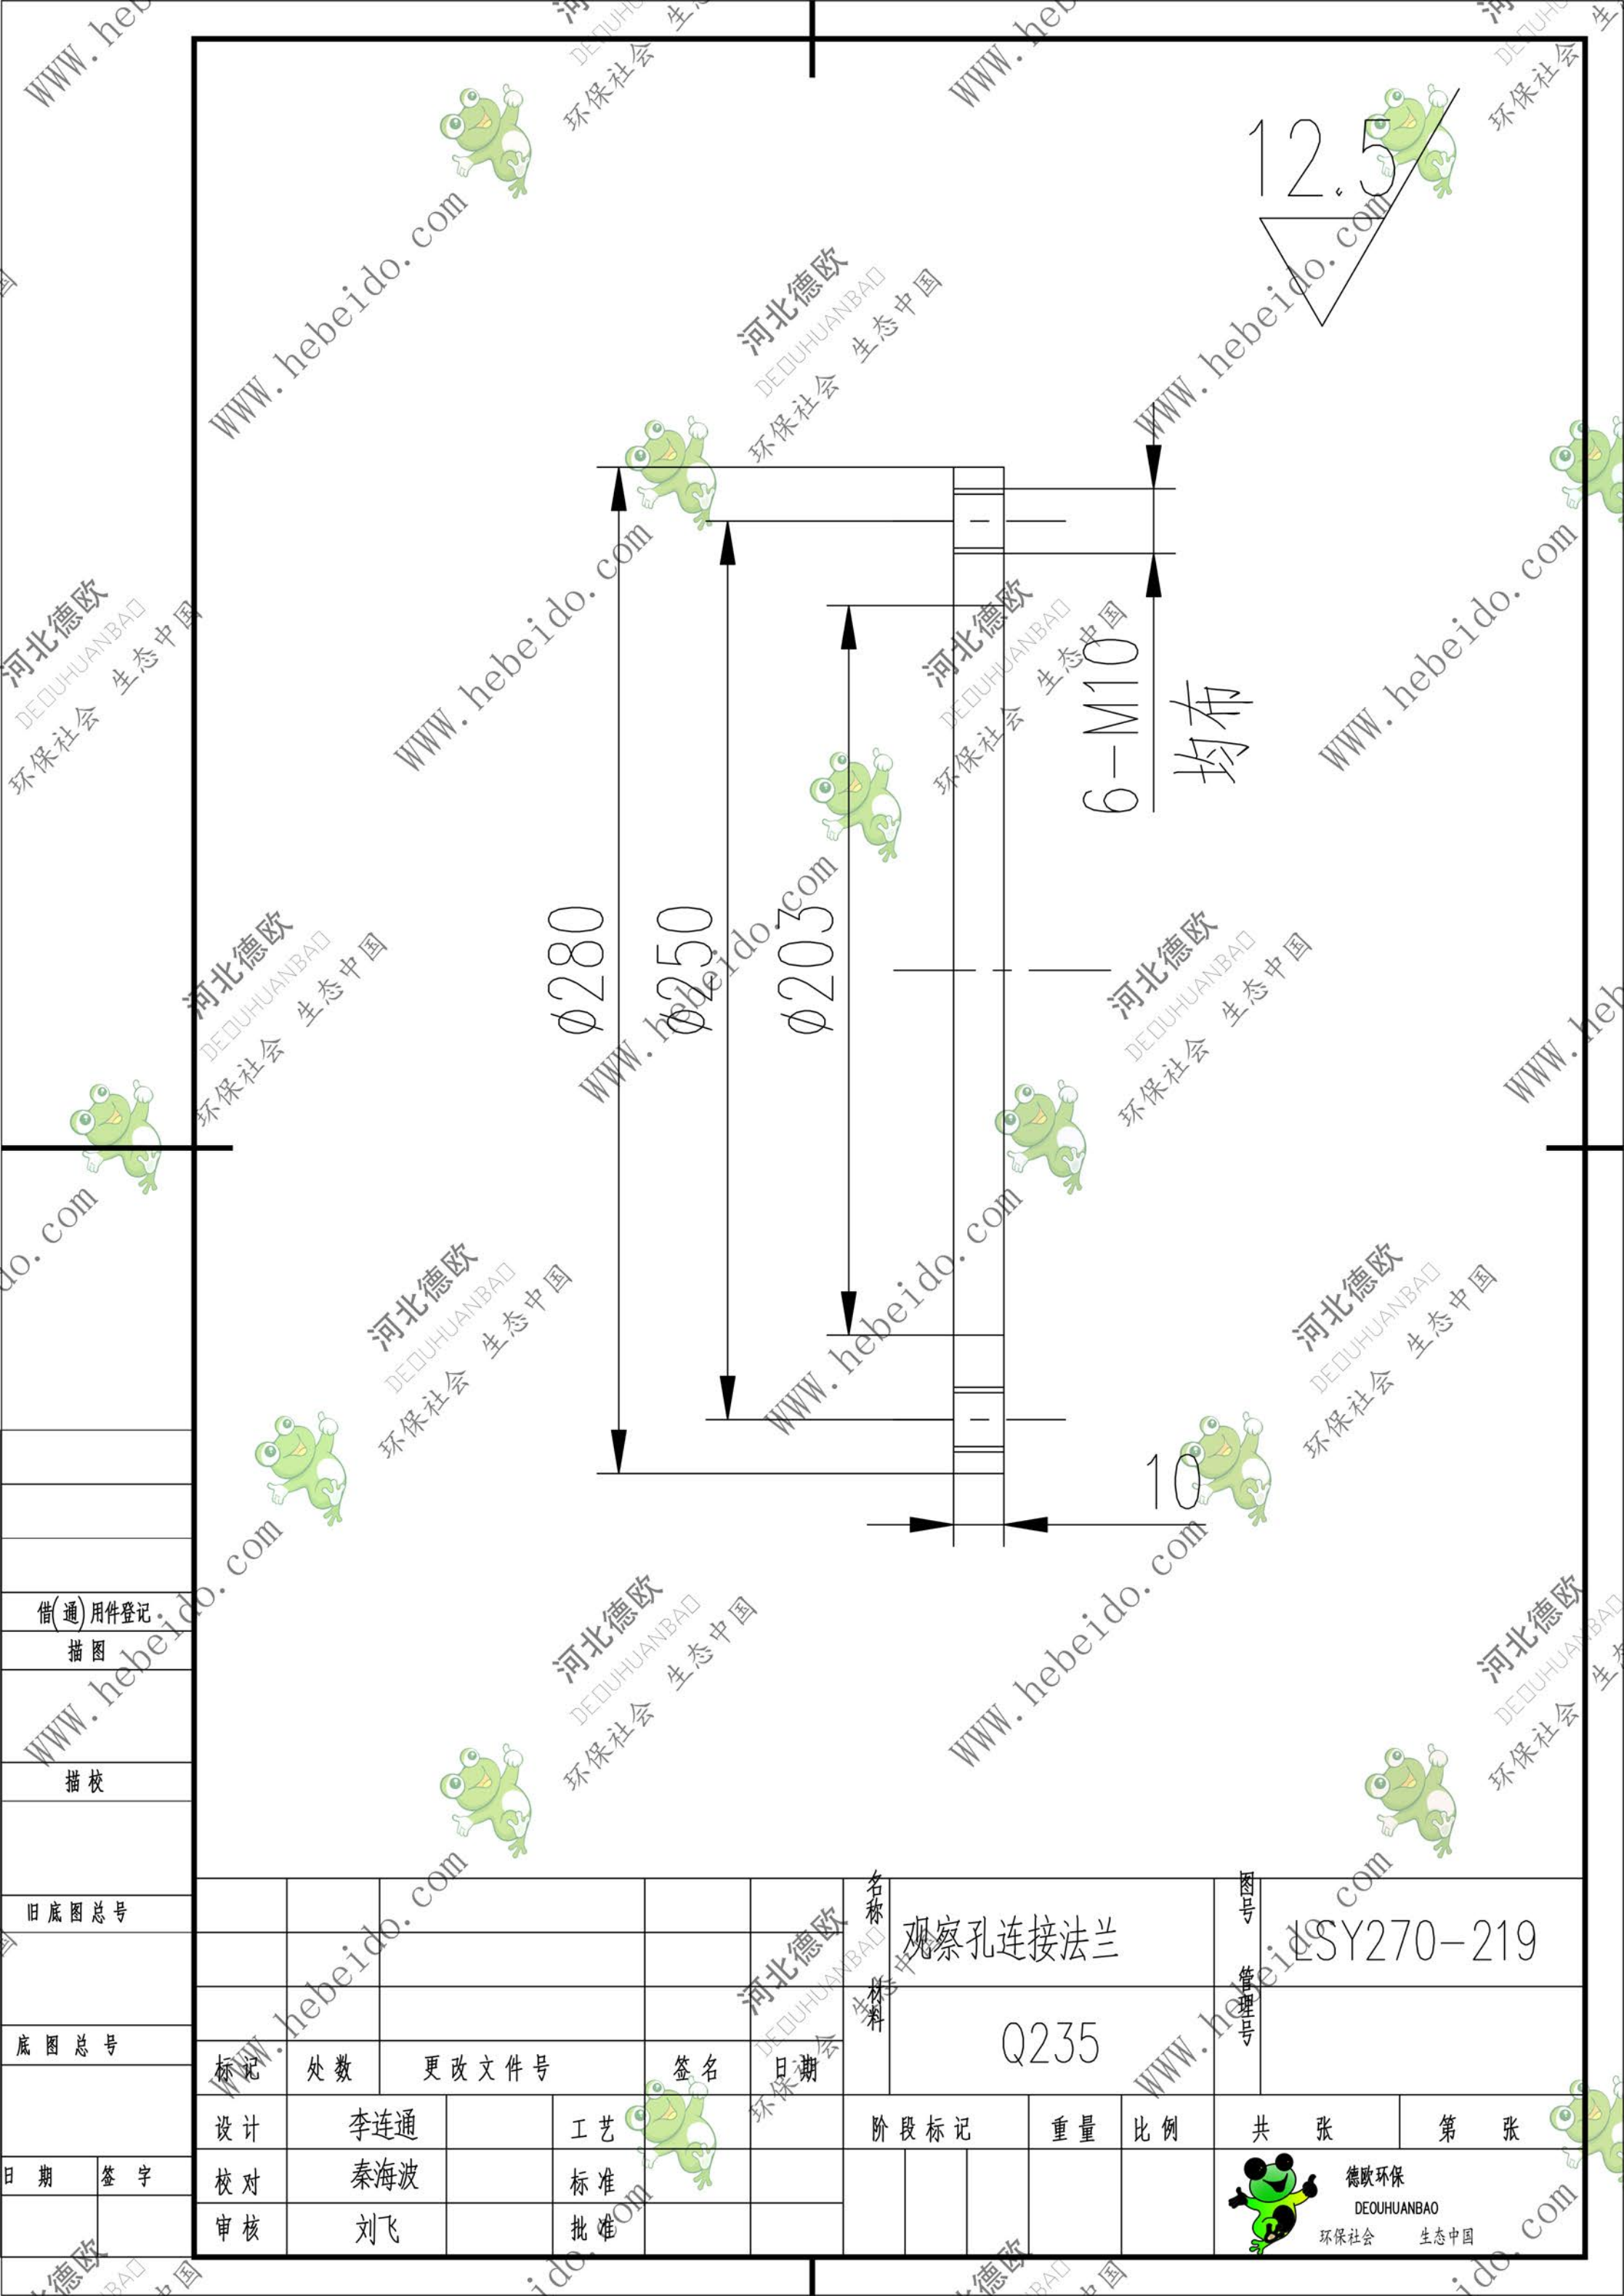 12.5
6-M10
均布
ø280
ø250
ø203
10
借(通)用件登记
描图
描校
旧底图总号
底图总号
日期 签字
标记 处数 更改文件号 签名 日期
设计 李连通 工艺
校对 秦海波 标准
审核 刘飞 批准
名称 观察孔连接法兰
材料 Q235
图号 LSY270-219
管理号
阶段标记 重量 比例 共 张 第 张
德欧环保
DEOUHUANBAO
环保社会 生态中国
WWW.hebeido.com
河北德欧
DEOUHUANBAO
环保社会 生态中国